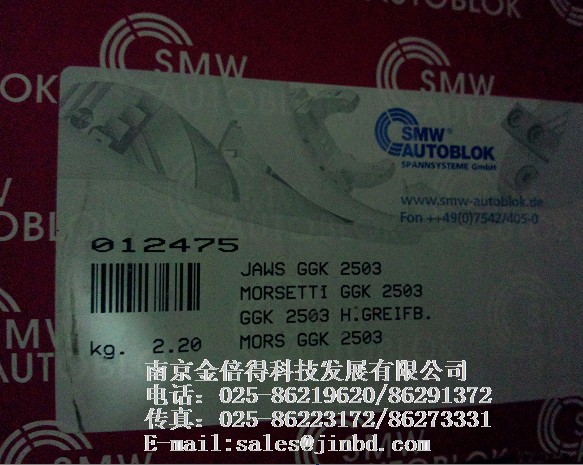 SMW
AUTOBLOK
SMW
AUTOBLOK
SMW®
AUTOBLOK
SPANNSYSTEME GmbH
www.smw-autoblok.de
Fon ++49(0)7542/405-0
012475
JAWS GGK 2503
MORSETTI GGK 2503
GGK 2503 H.GREIFB.
MORS GGK 2503
kg. 2.20
南京金倍得科技发展有限公司
电话：025-86219620/86291372
传真：025-86223172/86273331
E-mail:sales@jinbd.com